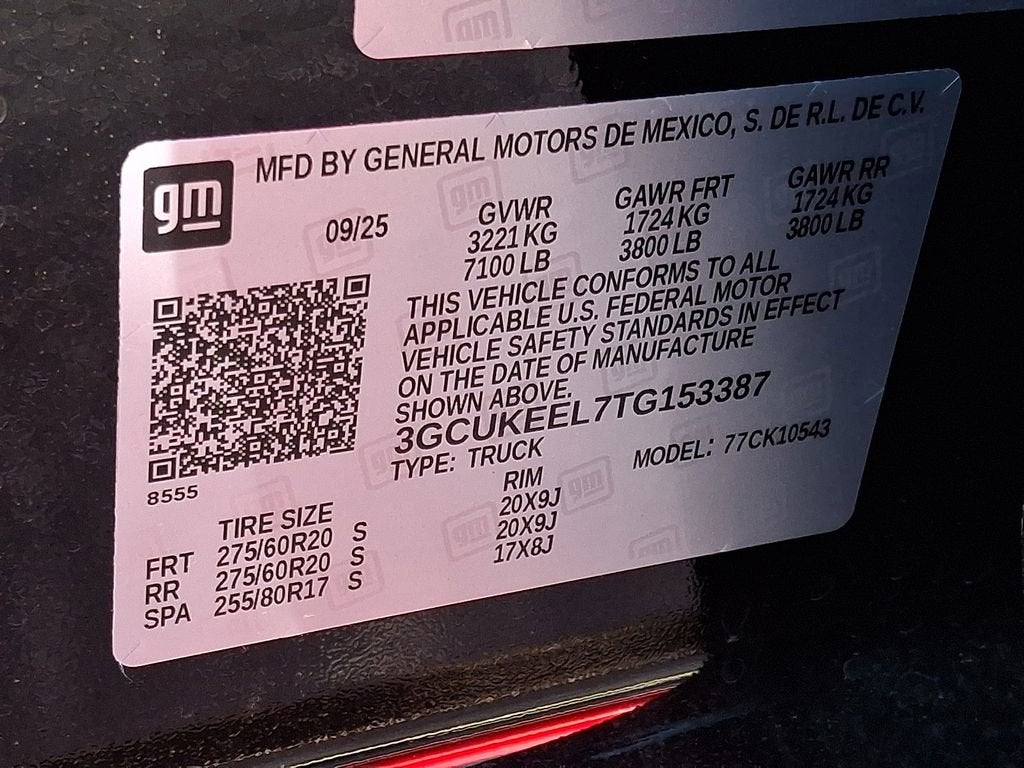 gm
MFD BY GENERAL MOTORS DE MEXICO, S. DE R.L. DE C.V.
09/25
GVWR GAWR FRT GAWR RR
3221 KG 1724 KG 1724 KG
7100 LB 3800 LB 3800 LB
THIS VEHICLE CONFORMS TO ALL
APPLICABLE U.S. FEDERAL MOTOR
VEHICLE SAFETY STANDARDS IN EFFECT
ON THE DATE OF MANUFACTURE
SHOWN ABOVE.
3GCUKEEL7TG153387
TYPE: TRUCK MODEL: 77CK10543
8555
TIRE SIZE RIM
FRT 275/60R20 S 20X9J
RR 275/60R20 S 20X9J
SPA 255/80R17 S 17X8J